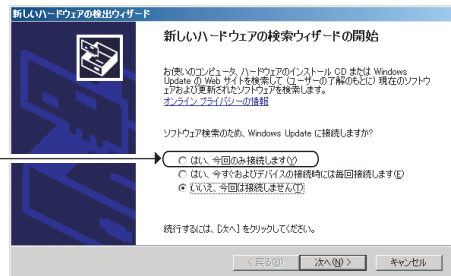 新しいハードウェアの検出ウィザード
新しいハードウェアの検索ウィザードの開始
お使いのコンピュータ、ハードウェアのインストール CD または Windows
Update の Web サイトを検索して (ユーザーの了解のもとに) 現在のソフトウ
ェアおよび更新されたソフトウェアを検索します。
オンライン プライバシーの情報
ソフトウェア検索のため、Windows Update に接続しますか?
はい、今回のみ接続します(Y)
はい、今すぐおよびデバイスの接続時には毎回接続します(E)
いいえ、今回は接続しません(T)
続行するには、[次へ] をクリックしてください。
< 戻る(B)
次へ(N) >
キャンセル